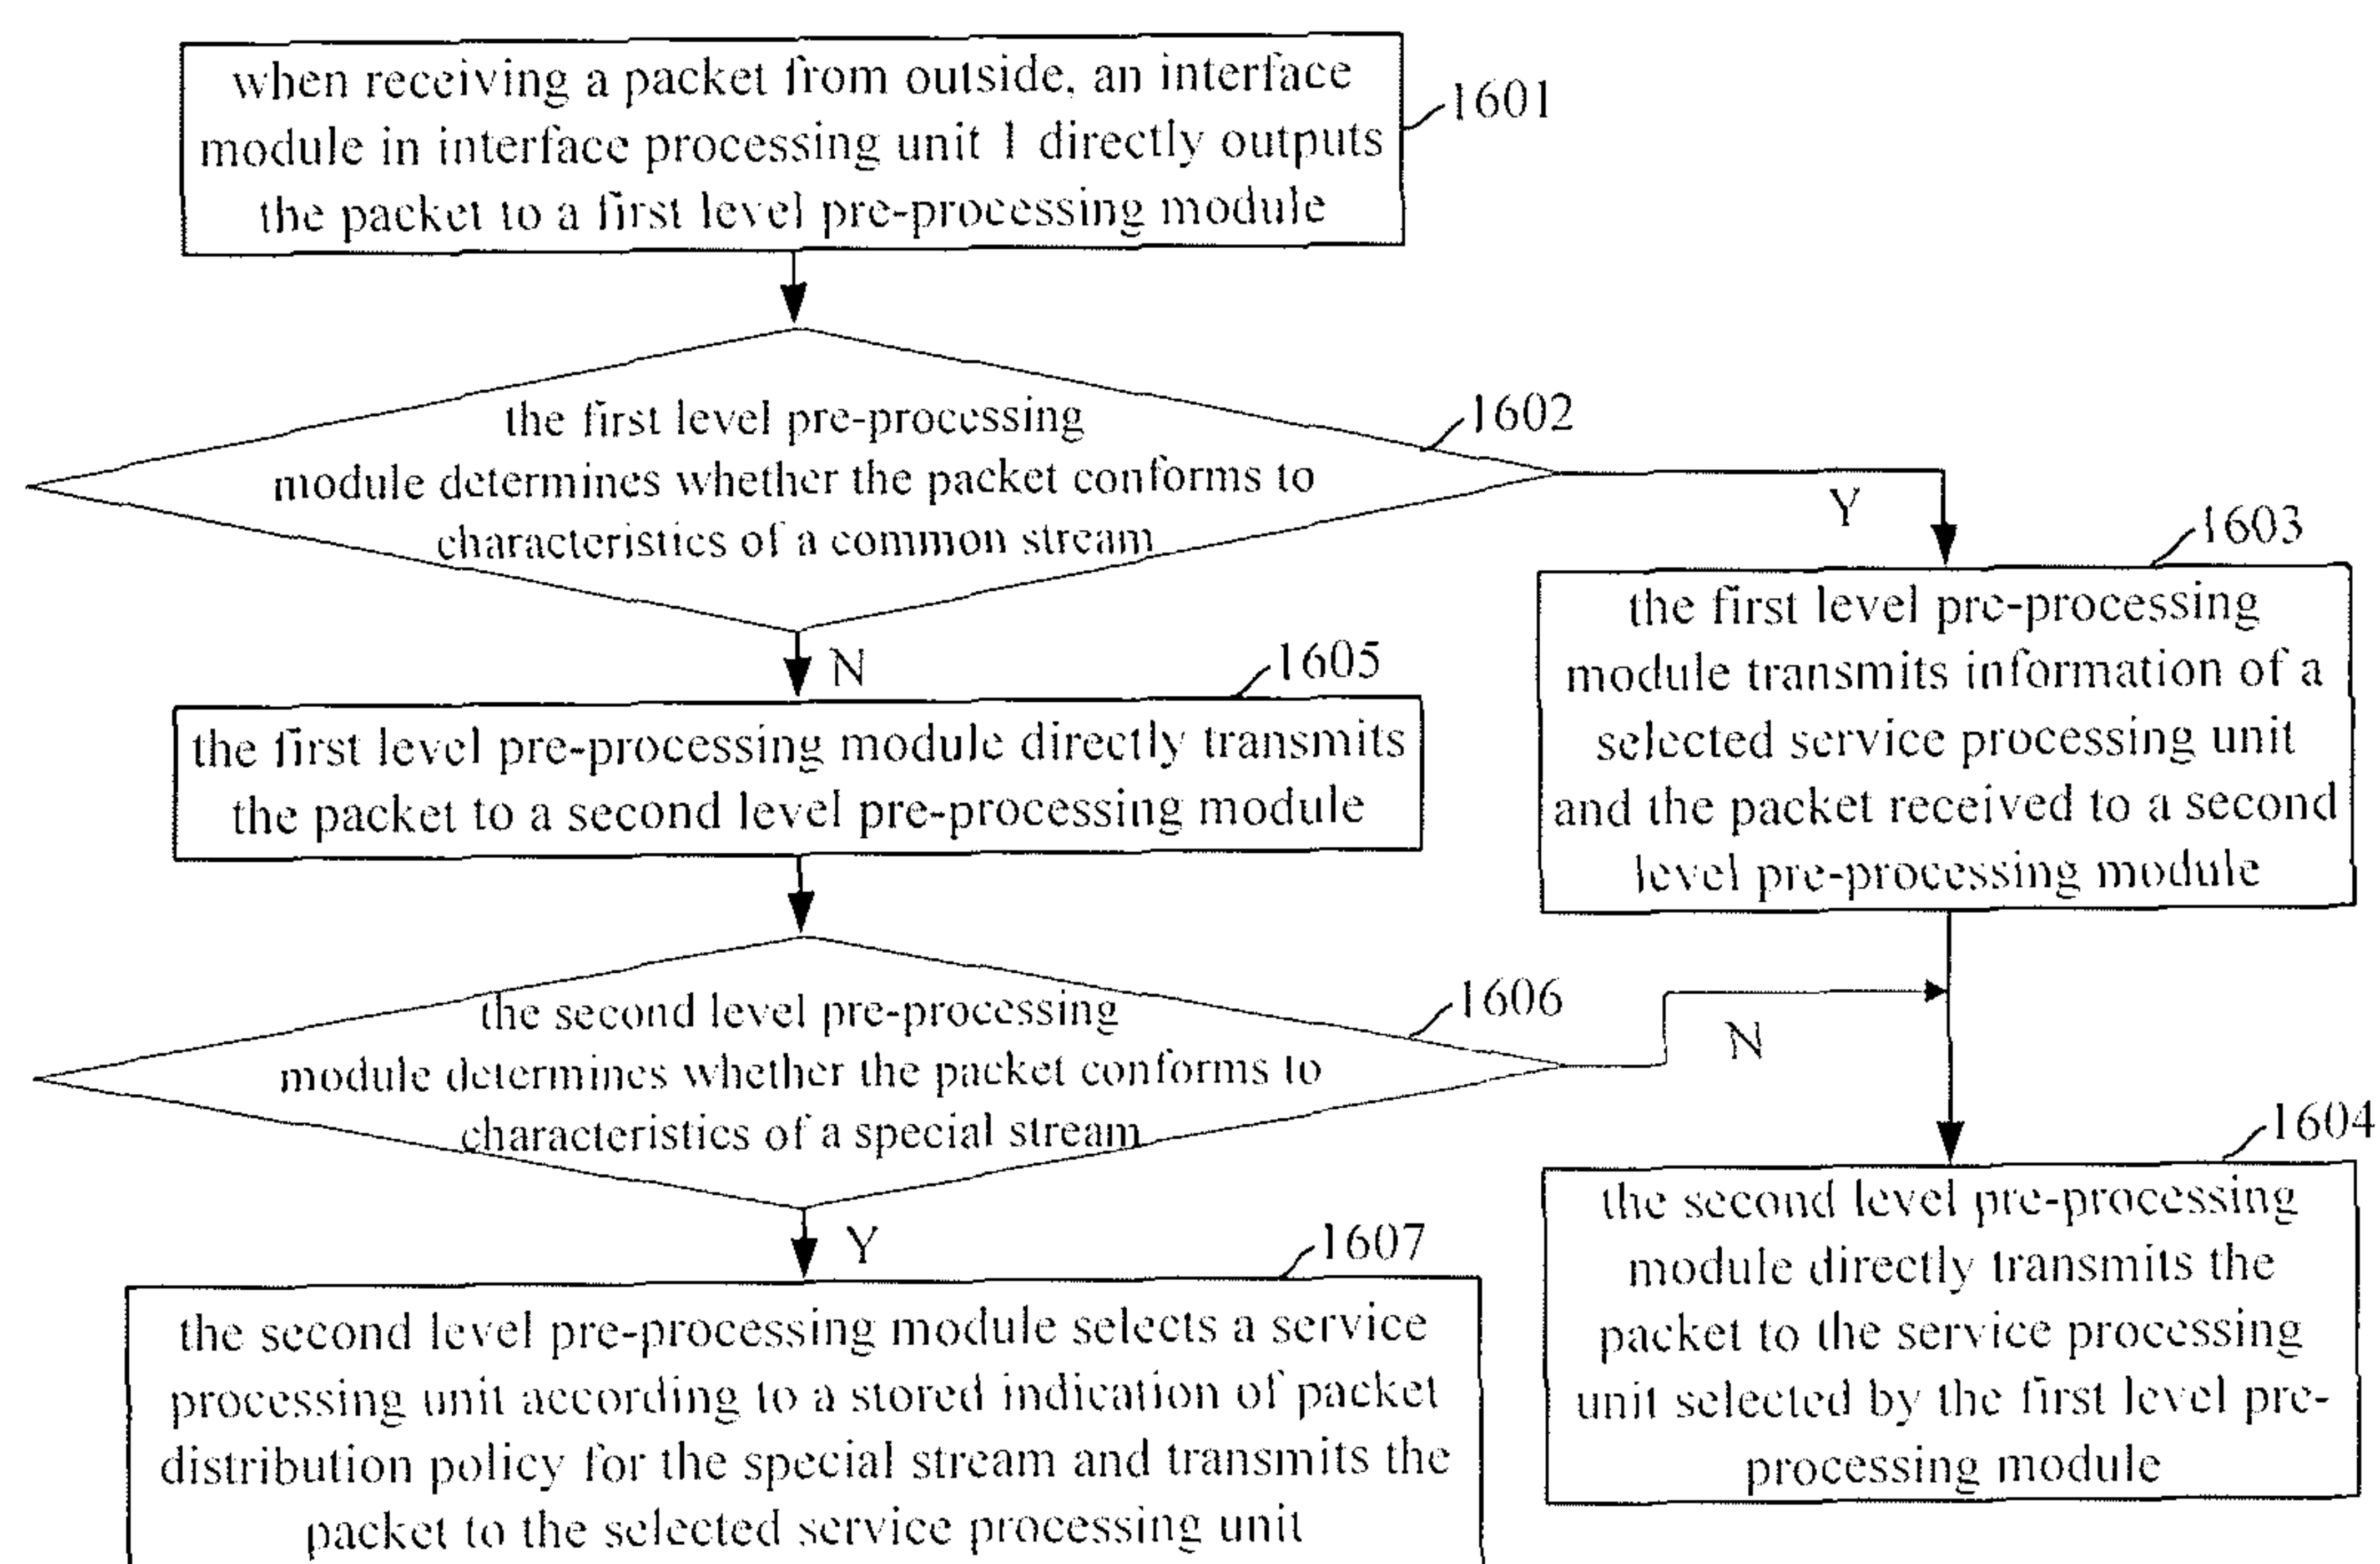 when receiving a packet from outside, an interface
module in interface processing unit 1 directly outputs
the packet to a first level pre-processing module
1601
the first level pre-processing
module determines whether the packet conforms to
characteristics of a common stream
1602
Y
N
1603
the first level pre-processing
module transmits information of a
selected service processing unit
and the packet received to a second
level pre-processing module
1605
the first level pre-processing module directly transmits
the packet to a second level pre-processing module
the second level pre-processing
module determines whether the packet conforms to
characteristics of a special stream
1606
N
Y
1604
the second level pre-processing
module directly transmits the
packet to the service processing
unit selected by the first level pre-
processing module
1607
the second level pre-processing module selects a service
processing unit according to a stored indication of packet
distribution policy for the special stream and transmits the
packet to the selected service processing unit